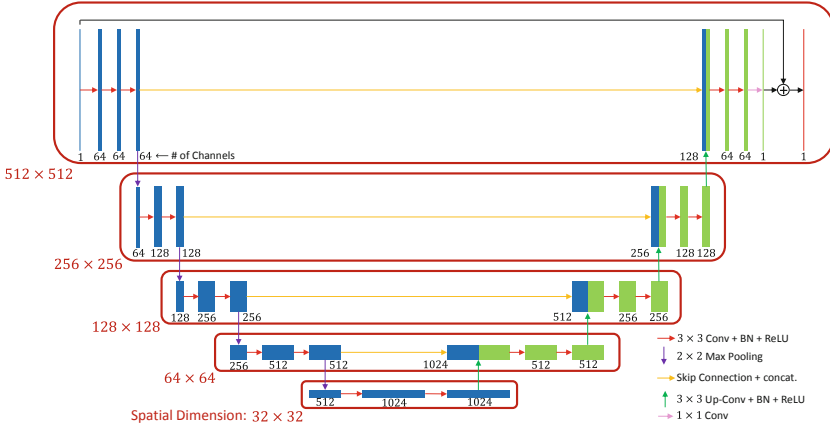 1 64 64 64 ⟵ # of Channels 128 64 64 1 1
512 × 512
64 128 128 256 128 128
256 × 256
128 256 256 512 256 256
128 × 128
256 512 512 1024 512 512
64 × 64
512 1024 1024
Spatial Dimension: 32 × 32
3 × 3 Conv + BN + ReLU
2 × 2 Max Pooling
Skip Connection + concat.
3 × 3 Up-Conv + BN + ReLU
1 × 1 Conv